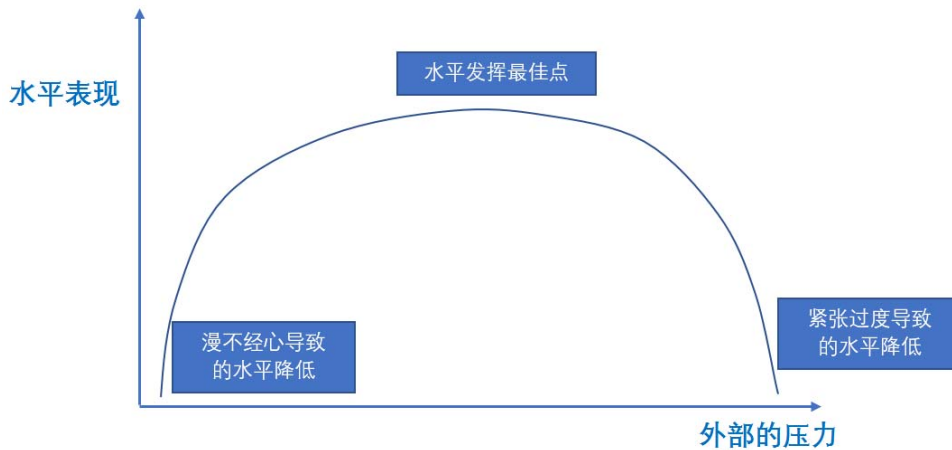 水平发挥最佳点
水平表现
漫不经心导致
的水平降低
紧张过度导致
的水平降低
外部的压力